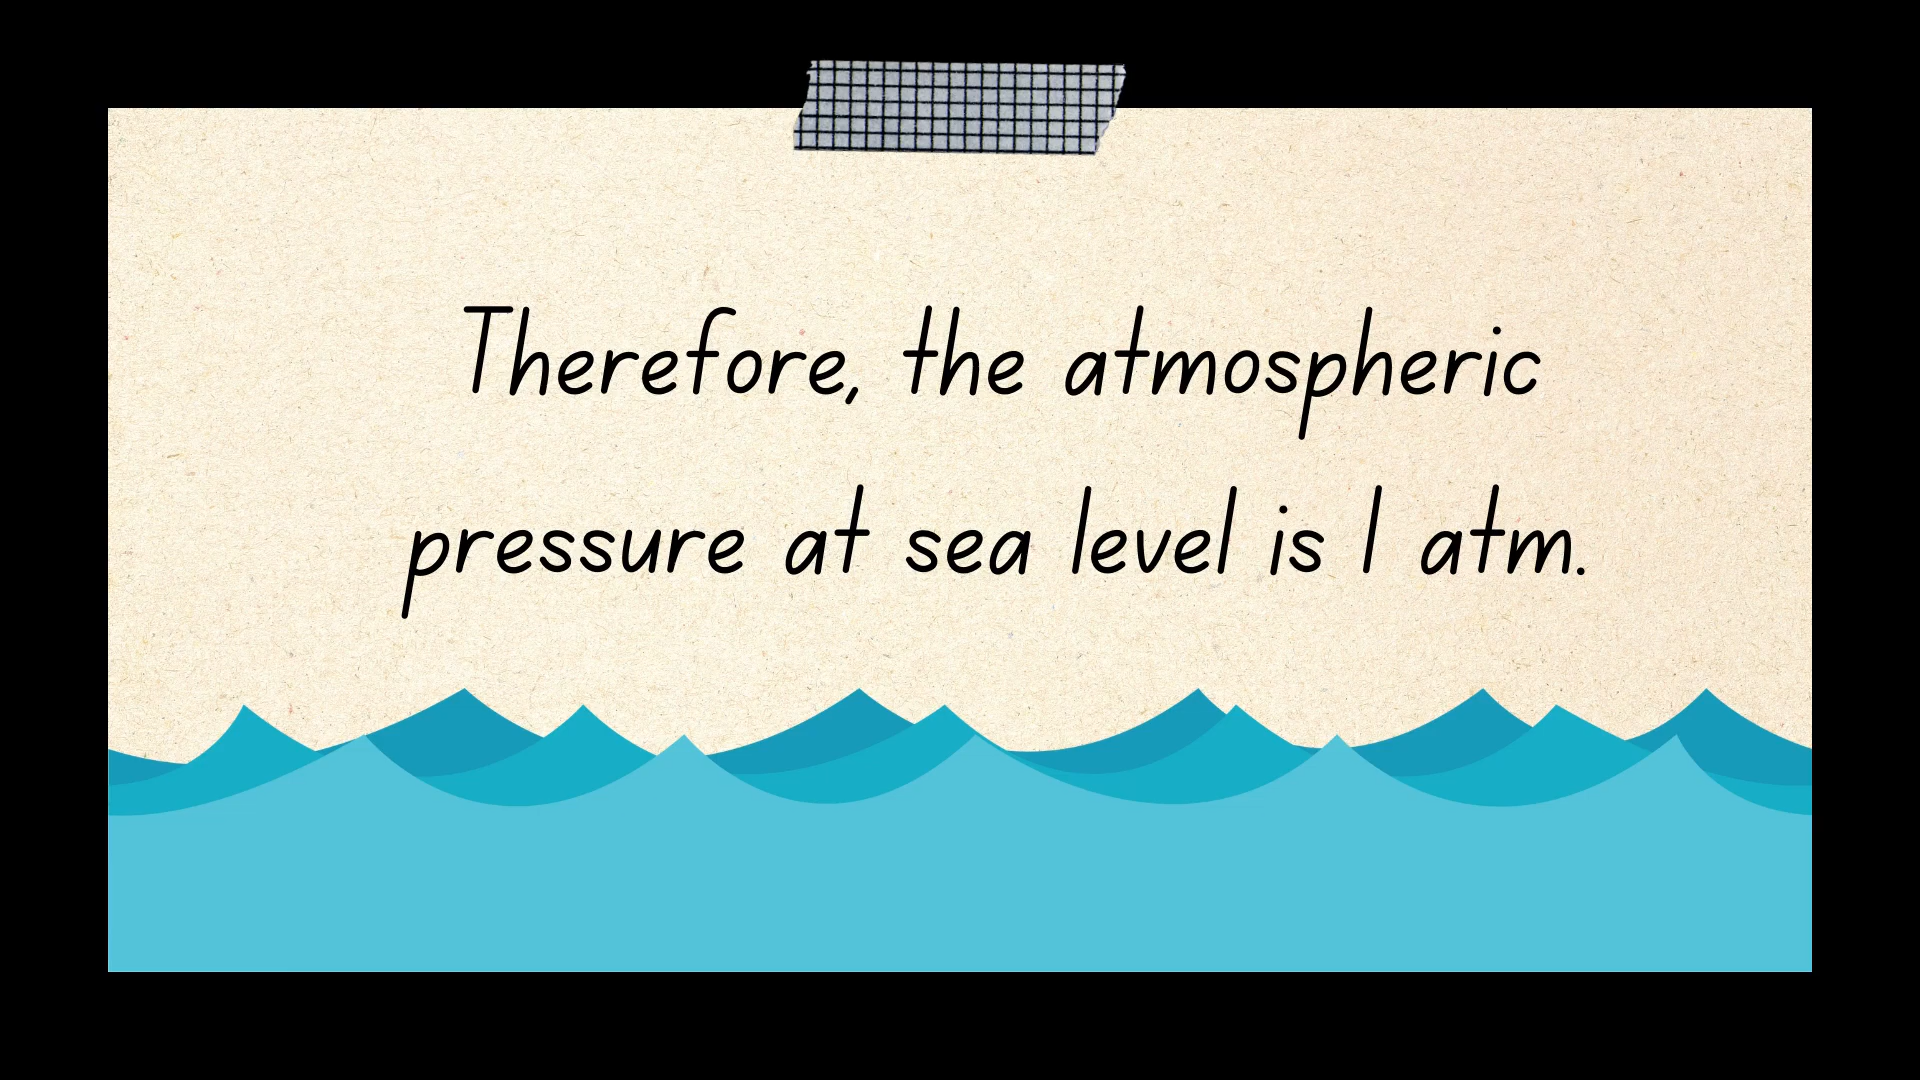 Therefore, the atmospheric
pressure at sea level is 1 atm.